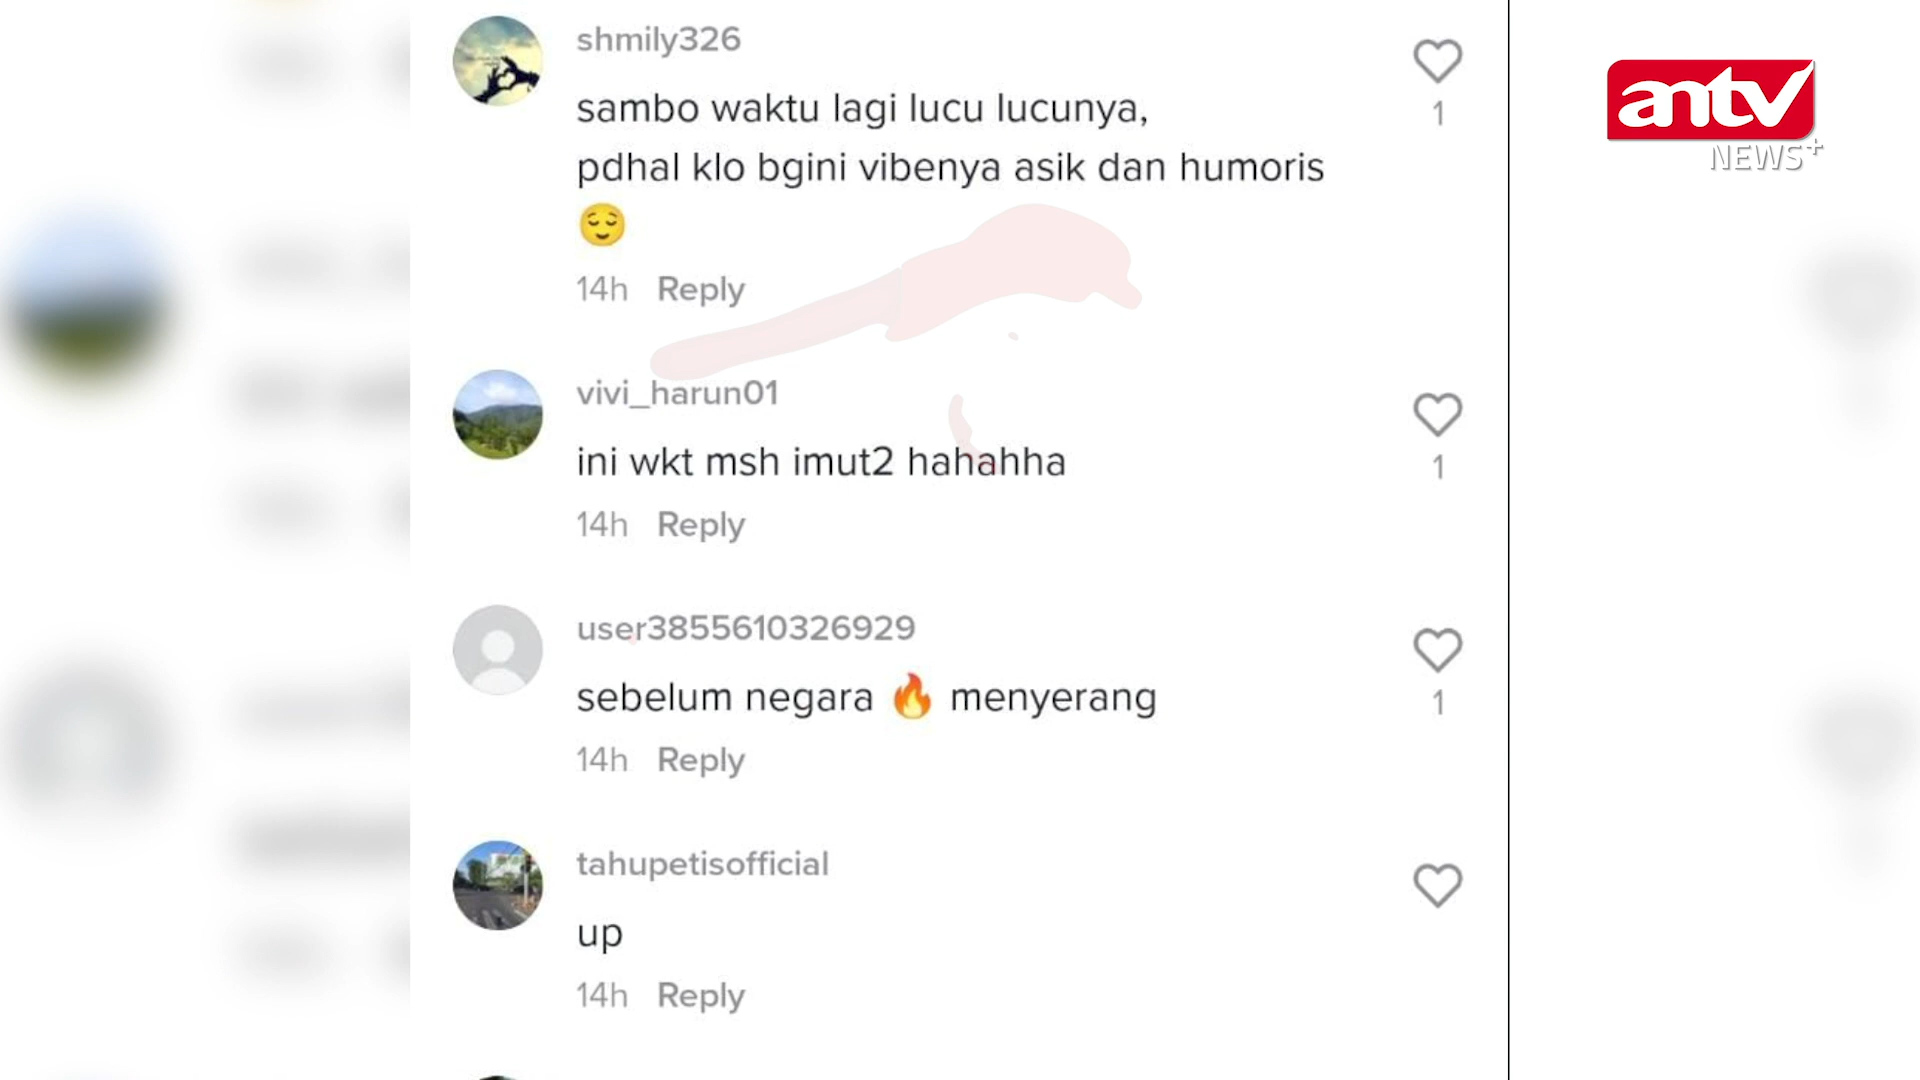 shmily326
sambo waktu lagi lucu lucunya,
1
pdhal klo bgini vibenya asik dan humoris
😌
14h Reply
vivi_harun01
ini wkt msh imut2 hahahha
1
14h Reply
user3855610326929
sebelum negara 🔥 menyerang
1
14h Reply
tahupetisofficial
up
14h Reply
antv
NEWS+